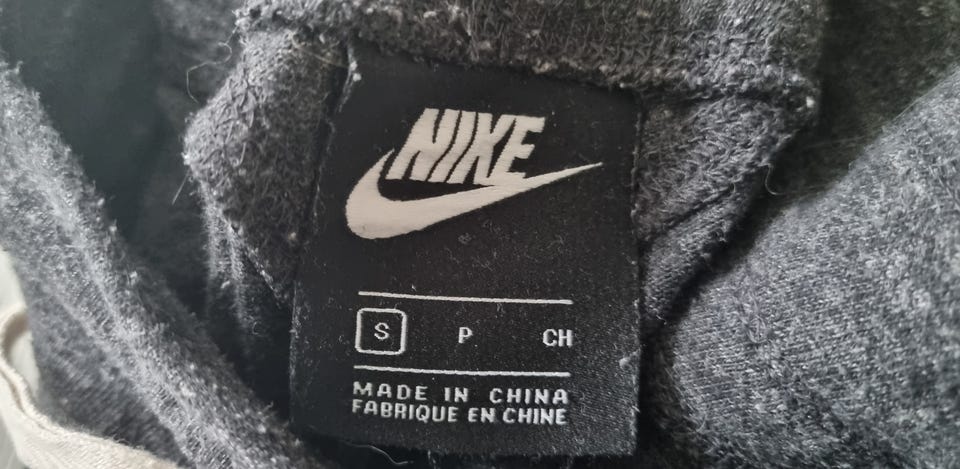 NIKE
S P CH
MADE IN CHINA
FABRIQUE EN CHINE